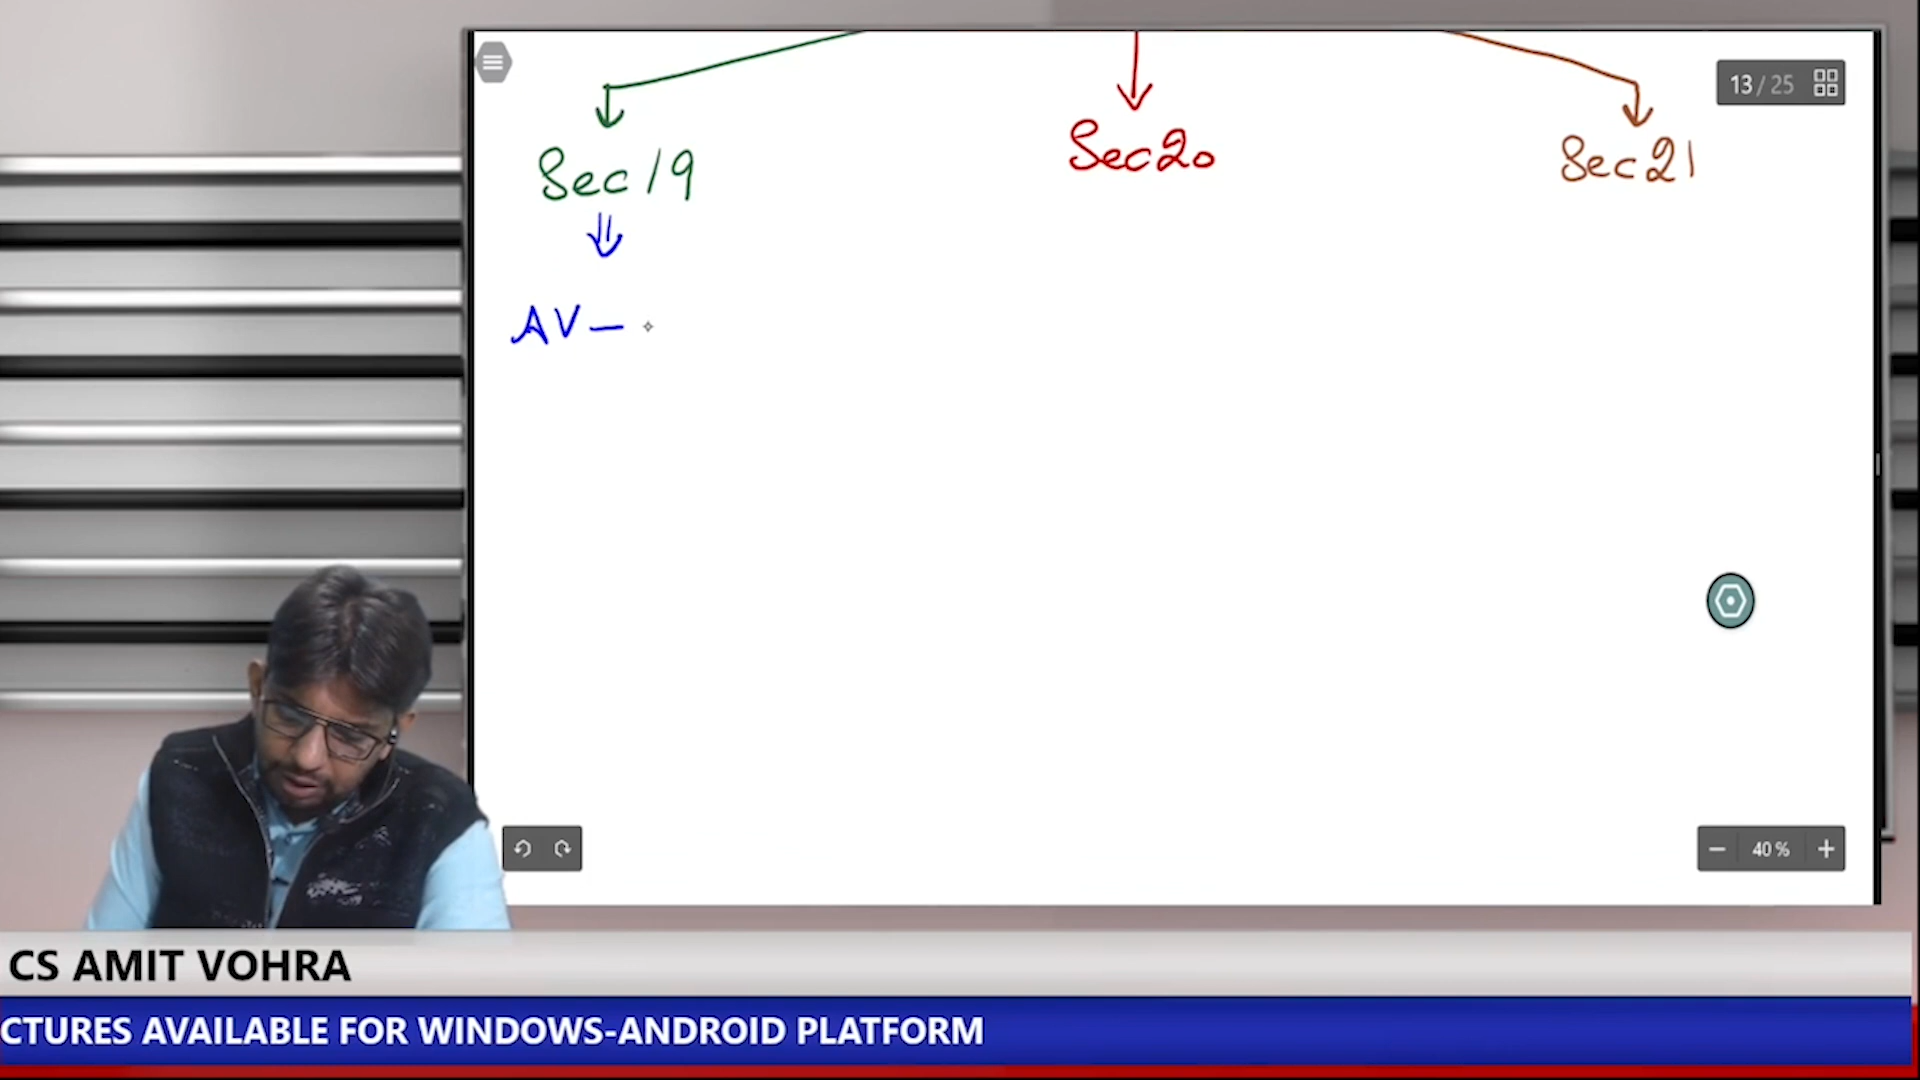 13 / 25
Sec 19
Sec 20
Sec 21
AV —
40 %
CS AMIT VOHRA
CTURES AVAILABLE FOR WINDOWS-ANDROID PLATFORM